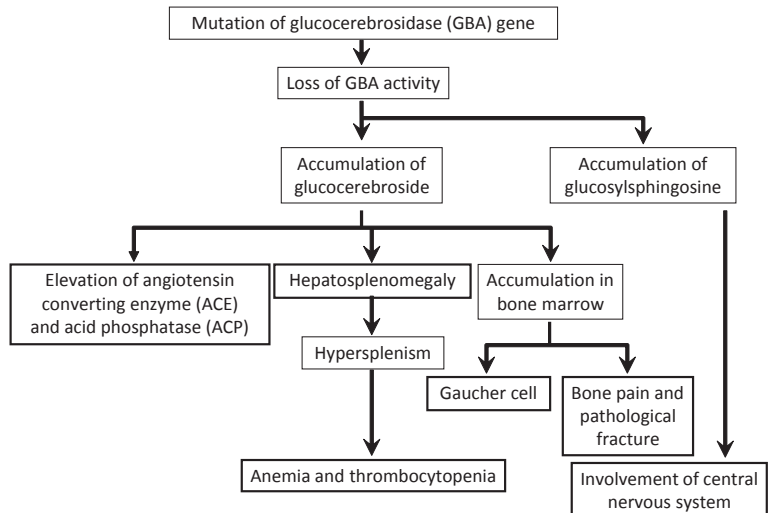 Mutation of glucocerebrosidase (GBA) gene
Loss of GBA activity
Accumulation of
glucocerebroside
Accumulation of
glucosylsphingosine
Elevation of angiotensin
converting enzyme (ACE)
and acid phosphatase (ACP)
Hepatosplenomegaly
Accumulation in
bone marrow
Hypersplenism
Gaucher cell
Bone pain and
pathological
fracture
Anemia and thrombocytopenia
Involvement of central
nervous system